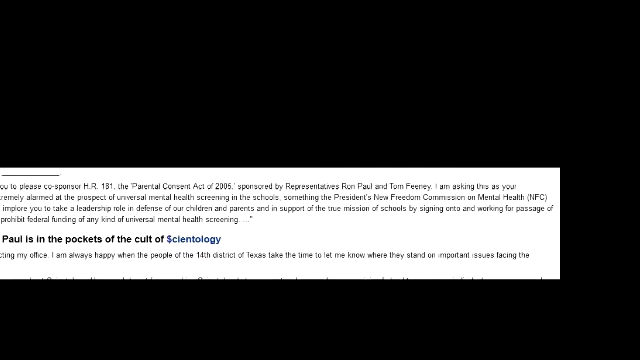 ou to please co-sponsor H.R. 181, the 'Parental Consent Act of 2005,' sponsored by Representatives Ron Paul and Tom Feeney. I am asking this as your
remely alarmed at the prospect of universal mental health screening in the schools, something the President's New Freedom Commission on Mental Health (NFC)
implore you to take a leadership role in defense of our children and parents and in support of the true mission of schools by signing onto and working for passage of
prohibit federal funding of any kind of universal mental health screening. ..."
Paul is in the pockets of the cult of $cientology
cting my office. I am always happy when the people of the 14th district of Texas take the time to let me know where they stand on important issues facing the